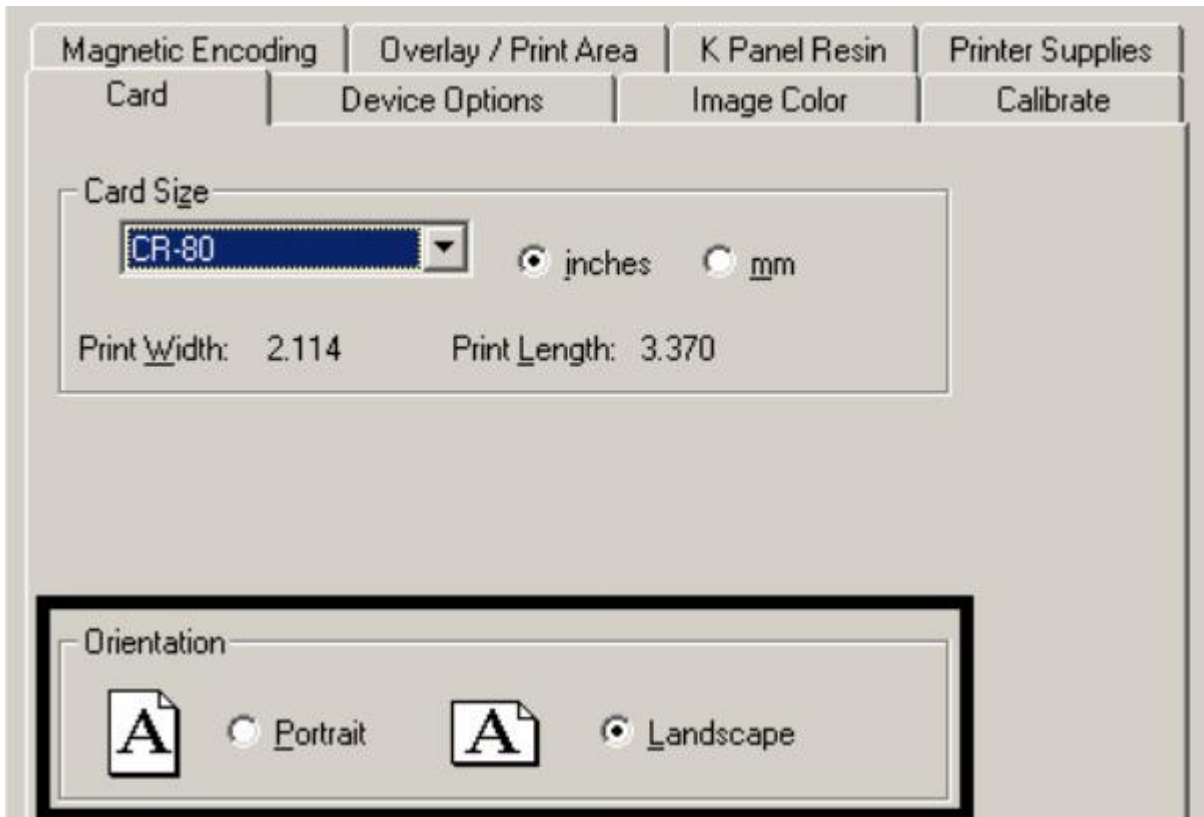 Magnetic Encoding Overlay / Print Area K Panel Resin Printer Supplies
Card Device Options Image Color Calibrate
Card Size
CR-80 inches mm
Print Width: 2.114 Print Length: 3.370
Orientation
A Portrait A Landscape